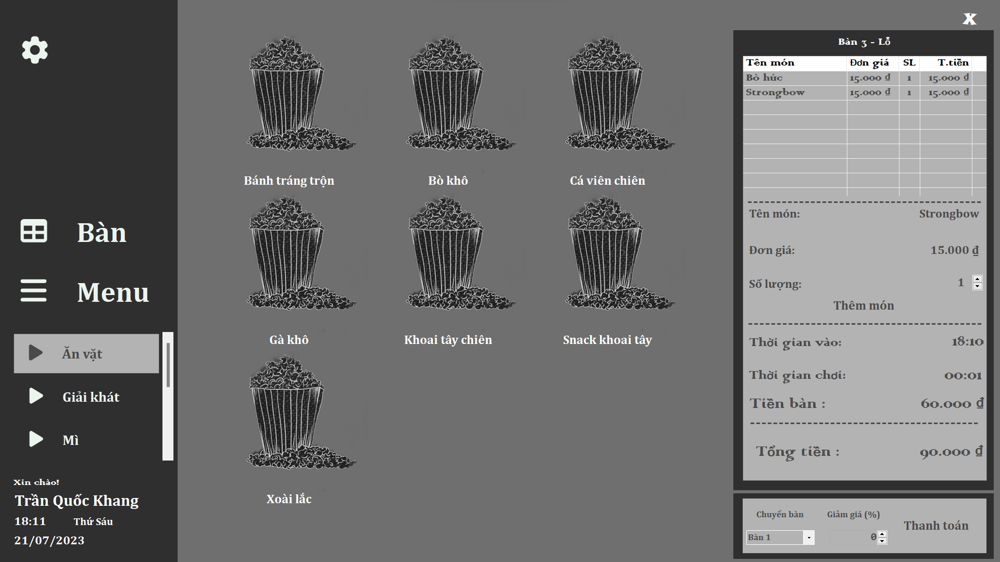 Bàn
Menu
Ăn vặt
Giải khát
Mì
Xin chào!
Trần Quốc Khang
18:11 Thứ Sáu
21/07/2023
Bánh tráng trộn Bò khô Cá viên chiên
Gà khô Khoai tây chiên Snack khoai tây
Xoài lắc
X
Bàn 3 - Lỗ
Tên món Đơn giá SL T.tiền
Bò húc 15.000 ₫ 1 15.000 ₫
Strongbow 15.000 ₫ 1 15.000 ₫
Tên món: Strongbow
Đơn giá: 15.000 ₫
Số lượng: 1
Thêm món
Thời gian vào: 18:10
Thời gian chơi: 00:01
Tiền bàn : 60.000 ₫
Tổng tiền : 90.000 ₫
Chuyển bàn Giảm giá (%)
Thanh toán
Bàn 1 0